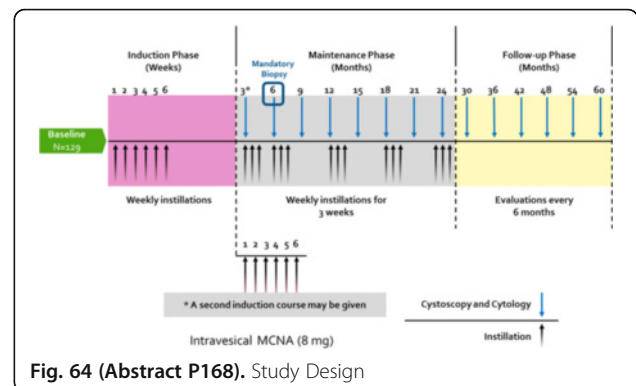 Induction Phase
(Weeks)
Maintenance Phase
(Months)
Follow-up Phase
(Months)
Mandatory
Biopsy
1 2 3 4 5 6
3* 6 9 12 15 18 21 24
30 36 42 48 54 60
Baseline
N=129
Weekly instillations
Weekly instillations for
3 weeks
Evaluations every
6 months
1 2 3 4 5 6
* A second induction course may be given
Cystoscopy and Cytology
Instillation
Intravesical MCNA (8 mg)
Fig. 64 (Abstract P168). Study Design